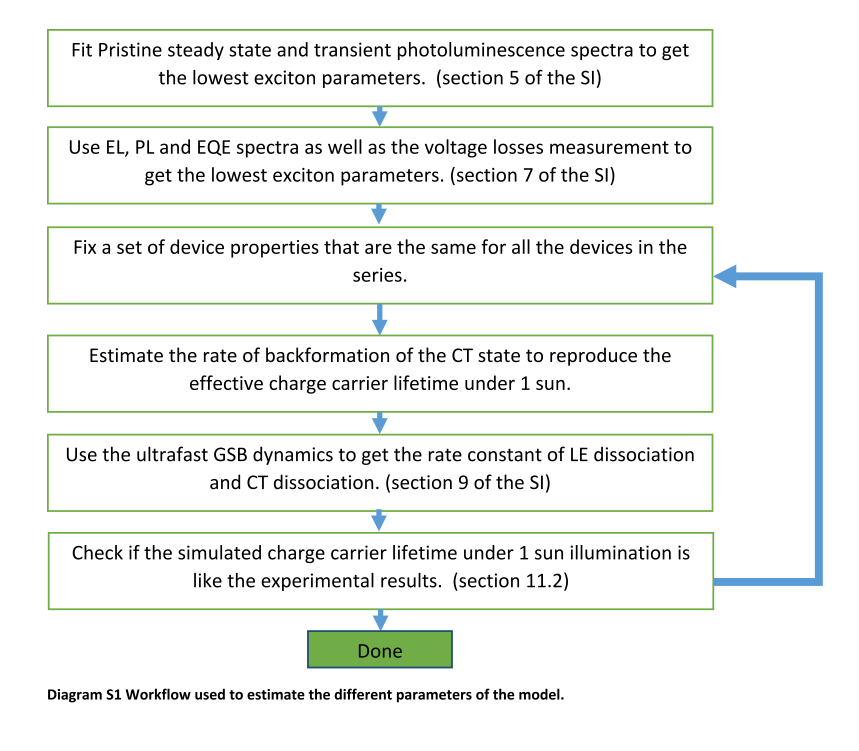 Fit Pristine steady state and transient photoluminescence spectra to get
the lowest exciton parameters.  (section 5 of the SI)
Use EL, PL and EQE spectra as well as the voltage losses measurement to
get the lowest exciton parameters. (section 7 of the SI)
Fix a set of device properties that are the same for all the devices in the
series.
Estimate the rate of backformation of the CT state to reproduce the
effective charge carrier lifetime under 1 sun.
Use the ultrafast GSB dynamics to get the rate constant of LE dissociation
and CT dissociation. (section 9 of the SI)
Check if the simulated charge carrier lifetime under 1 sun illumination is
like the experimental results.  (section 11.2)
Done
Diagram S1 Workflow used to estimate the different parameters of the model.